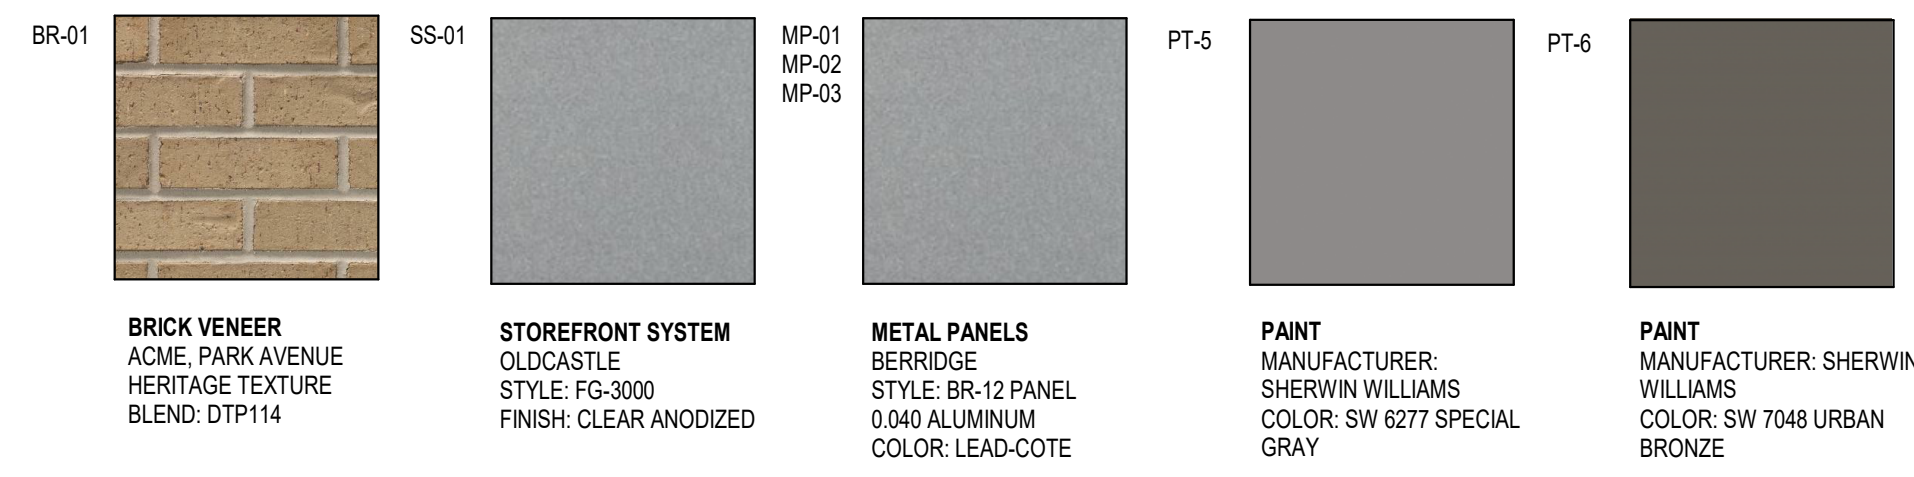 BR-01
BRICK VENEER
ACME, PARK AVENUE
HERITAGE TEXTURE
BLEND: DTP114
SS-01
STOREFRONT SYSTEM
OLDCASTLE
STYLE: FG-3000
FINISH: CLEAR ANODIZED
MP-01
MP-02
MP-03
METAL PANELS
BERRIDGE
STYLE: BR-12 PANEL
0.040 ALUMINUM
COLOR: LEAD-COTE
PT-5
PAINT
MANUFACTURER:
SHERWIN WILLIAMS
COLOR: SW 6277 SPECIAL
GRAY
PT-6
PAINT
MANUFACTURER: SHERWIN
WILLIAMS
COLOR: SW 7048 URBAN
BRONZE